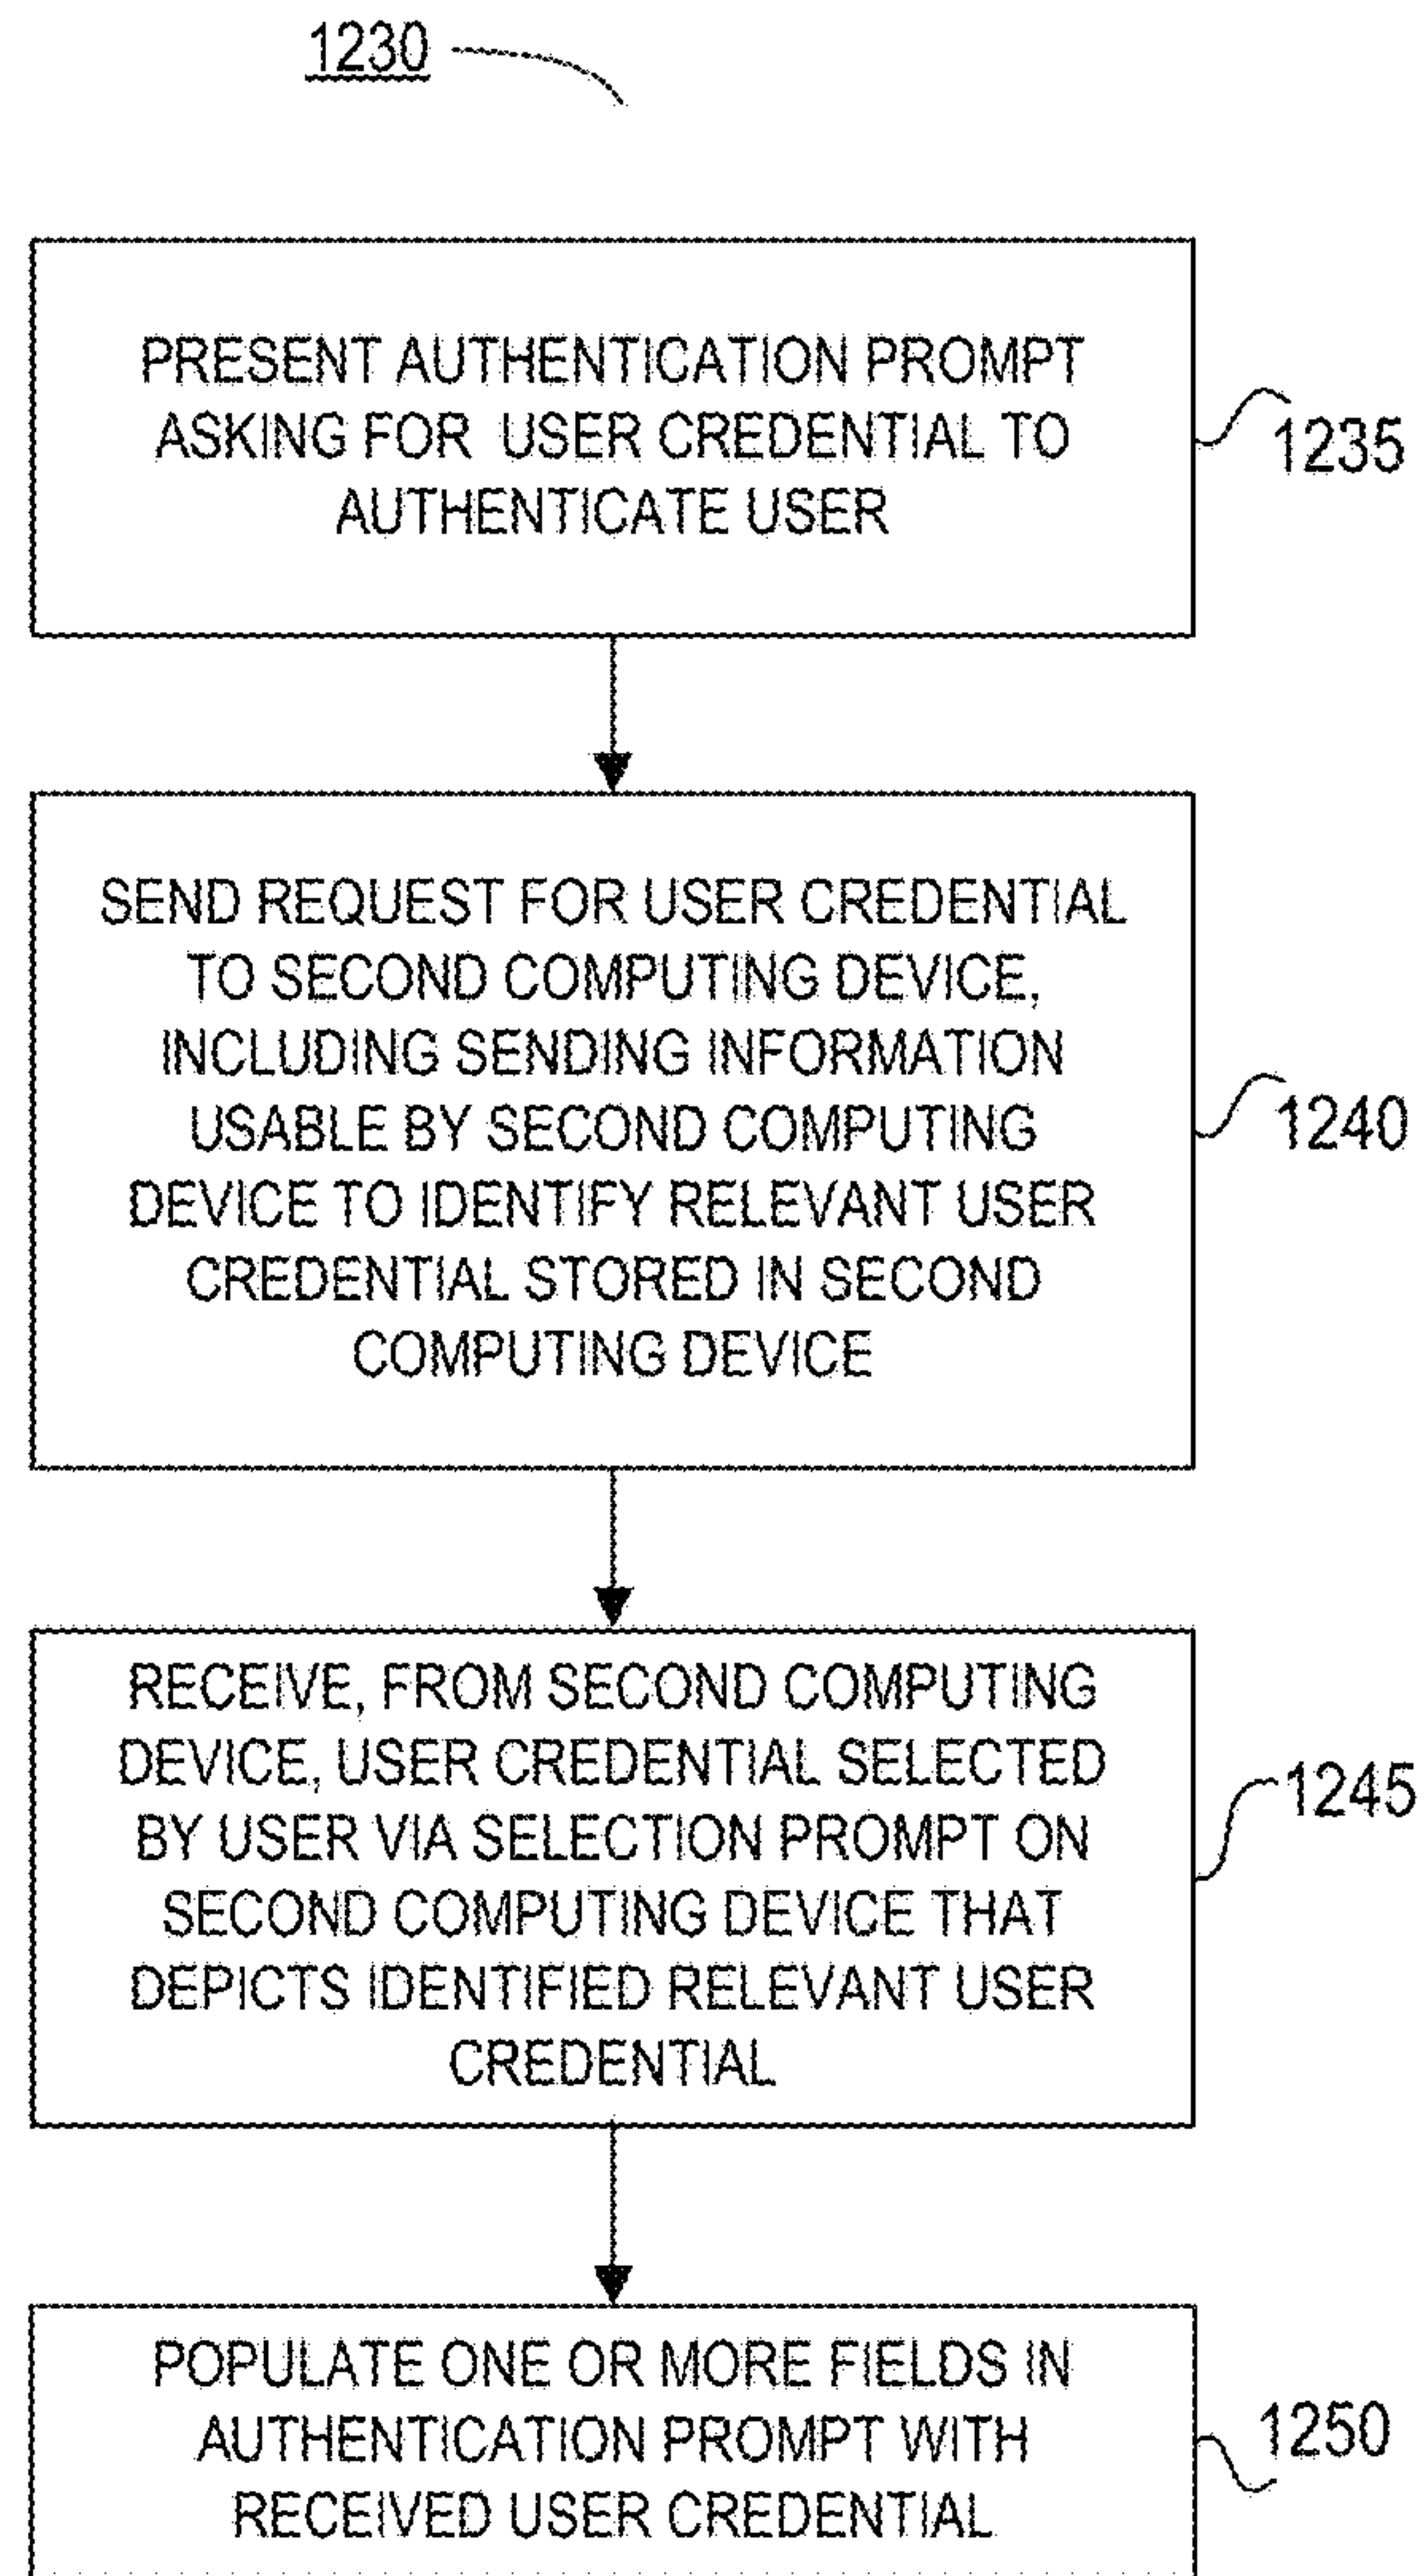 1230
PRESENT AUTHENTICATION PROMPT
ASKING FOR USER CREDENTIAL TO
AUTHENTICATE USER
1235
SEND REQUEST FOR USER CREDENTIAL
TO SECOND COMPUTING DEVICE,
INCLUDING SENDING INFORMATION
USABLE BY SECOND COMPUTING
DEVICE TO IDENTIFY RELEVANT USER
CREDENTIAL STORED IN SECOND
COMPUTING DEVICE
1240
RECEIVE, FROM SECOND COMPUTING
DEVICE, USER CREDENTIAL SELECTED
BY USER VIA SELECTION PROMPT ON
SECOND COMPUTING DEVICE THAT
DEPICTS IDENTIFIED RELEVANT USER
CREDENTIAL
1245
POPULATE ONE OR MORE FIELDS IN
AUTHENTICATION PROMPT WITH
RECEIVED USER CREDENTIAL
1250